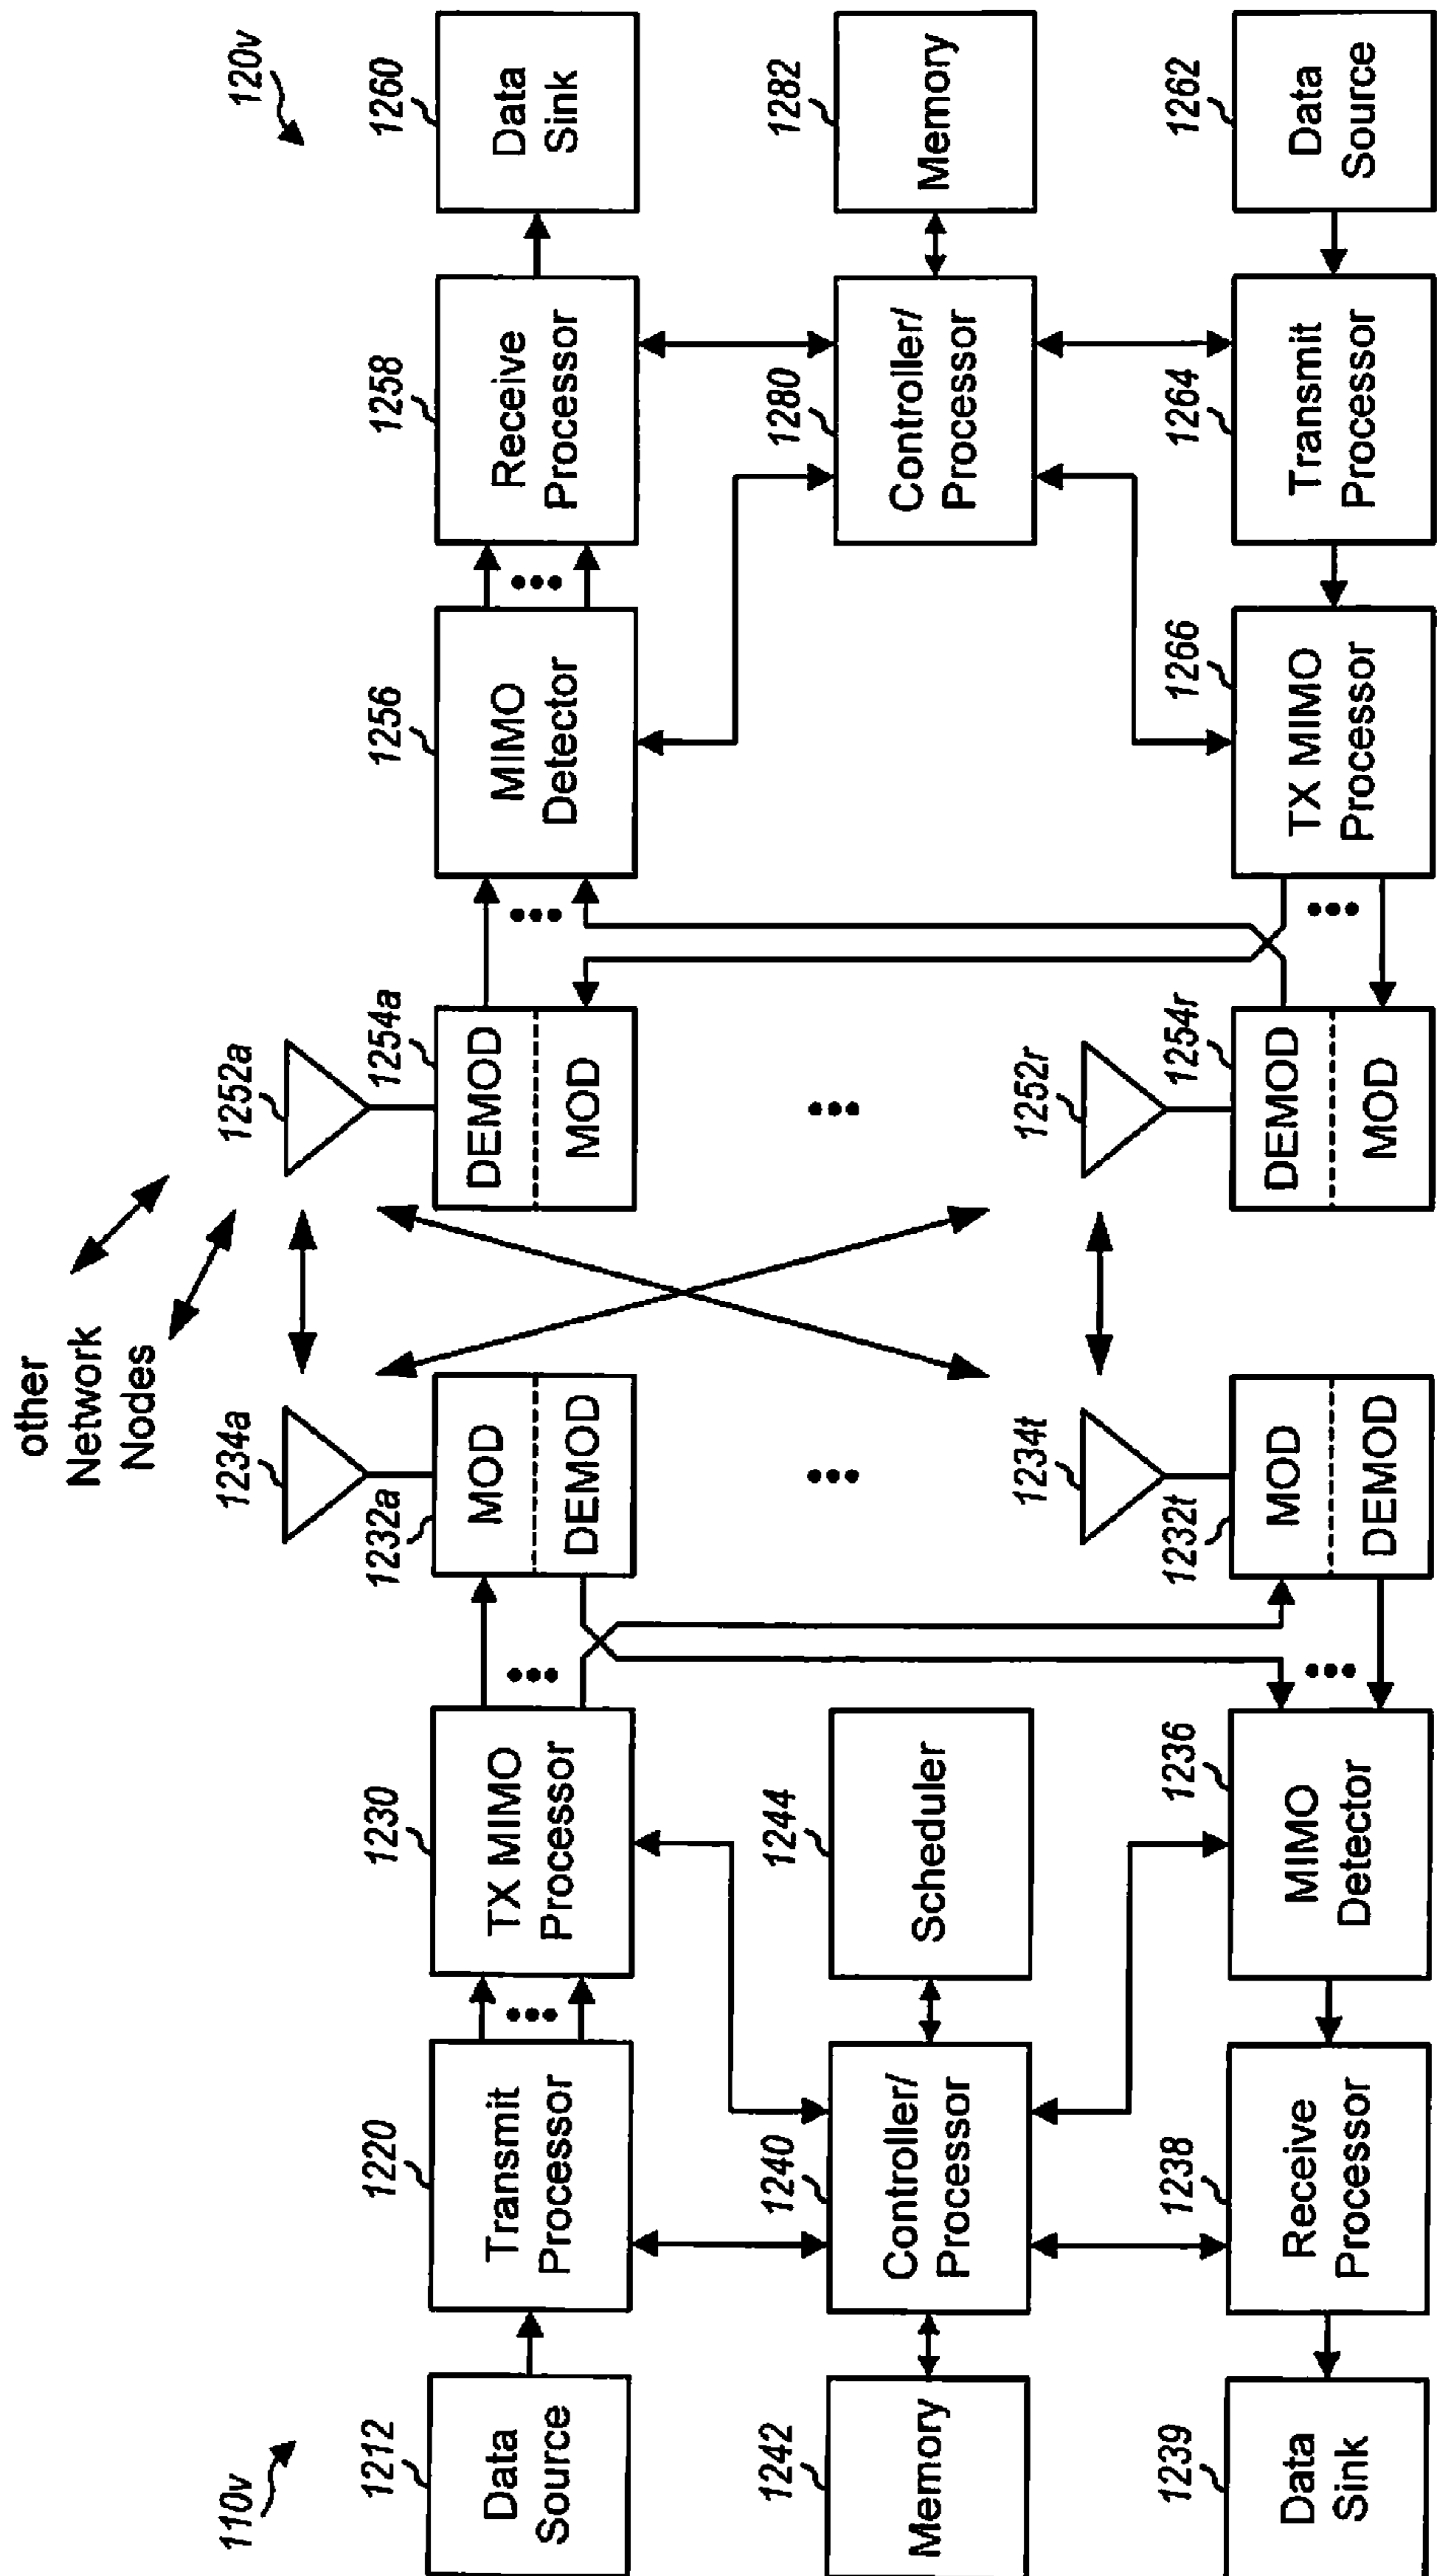 other
Network
Nodes
110v
120v
1212
Data
Source
1220
Transmit
Processor
1230
TX MIMO
Processor
1232a
MOD
DEMOD
1234a
1252a
1254a
DEMOD
MOD
1256
MIMO
Detector
1258
Receive
Processor
1260
Data
Sink
1242
Memory
1240
Controller/
Processor
1244
Scheduler
1280
Controller/
Processor
1282
Memory
1239
Data
Sink
1238
Receive
Processor
1236
MIMO
Detector
1232t
MOD
DEMOD
1234t
1252r
1254r
DEMOD
MOD
1266
TX MIMO
Processor
1264
Transmit
Processor
1262
Data
Source